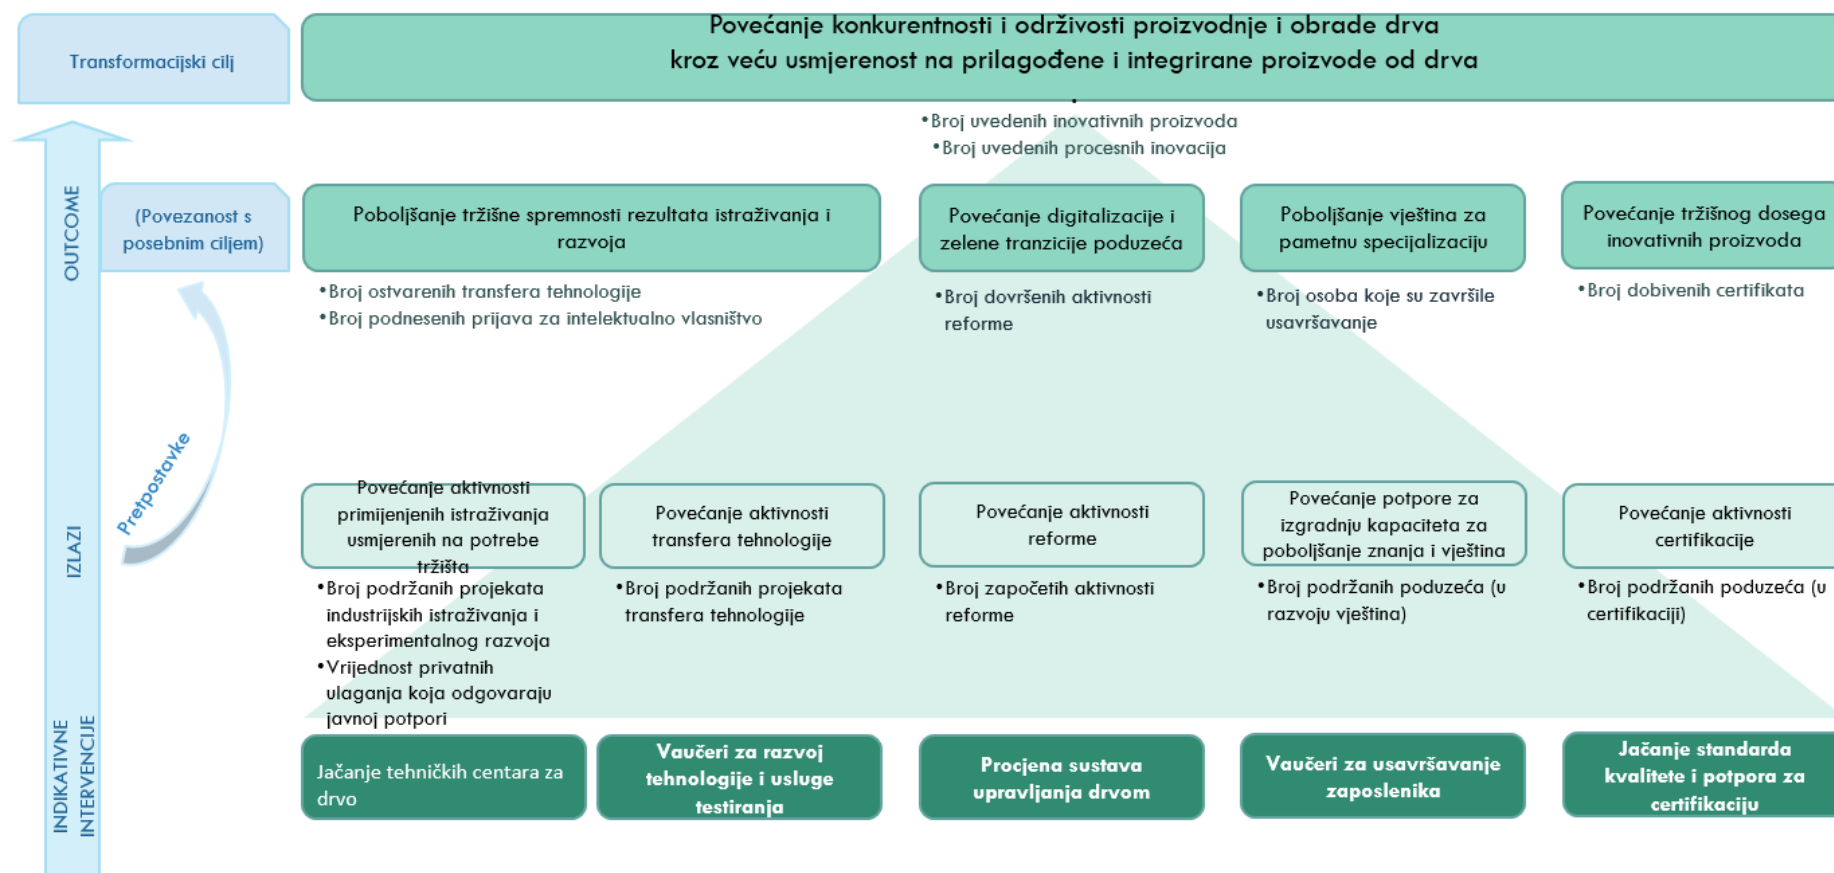 Transformacijski cilj
Povećanje konkurentnosti i održivosti proizvodnje i obrade drva
kroz veću usmjerenost na prilagođene i integrirane proizvode od drva
•
•Broj uvedenih inovativnih proizvoda
•Broj uvedenih procesnih inovacija
OUTCOME
(Povezanost s
posebnim ciljem)
Poboljšanje tržišne spremnosti rezultata istraživanja i
razvoja
•Broj ostvarenih transfera tehnologije
•Broj podnesenih prijava za intelektualno vlasništvo
Povećanje digitalizacije i
zelene tranzicije poduzeća
•Broj dovršenih aktivnosti
reforme
Poboljšanje vještina za
pametnu specijalizaciju
•Broj osoba koje su završile
usavršavanje
Povećanje tržišnog dosega
inovativnih proizvoda
•Broj dobivenih certifikata
Pretpostavke
IZLAZI
Povećanje aktivnosti
primijenjenih istraživanja
usmjerenih na potrebe
tržišta
•Broj podržanih projekata
industrijskih istraživanja i
eksperimentalnog razvoja
•Vrijednost privatnih
ulaganja koja odgovaraju
javnoj potpori
Povećanje aktivnosti
transfera tehnologije
•Broj podržanih projekata
transfera tehnologije
Povećanje aktivnosti
reforme
•Broj započetih aktivnosti
reforme
Povećanje potpore za
izgradnju kapaciteta za
poboljšanje znanja i vještina
•Broj podržanih poduzeća (u
razvoju vještina)
Povećanje aktivnosti
certifikacije
•Broj podržanih poduzeća (u
certifikaciji)
INDIKATIVNE
INTERVENCIJE
Jačanje tehničkih centara za
drvo
Vaučeri za razvoj
tehnologije i usluge
testiranja
Procjena sustava
upravljanja drvom
Vaučeri za usavršavanje
zaposlenika
Jačanje standarda
kvalitete i potpora za
certifikaciju